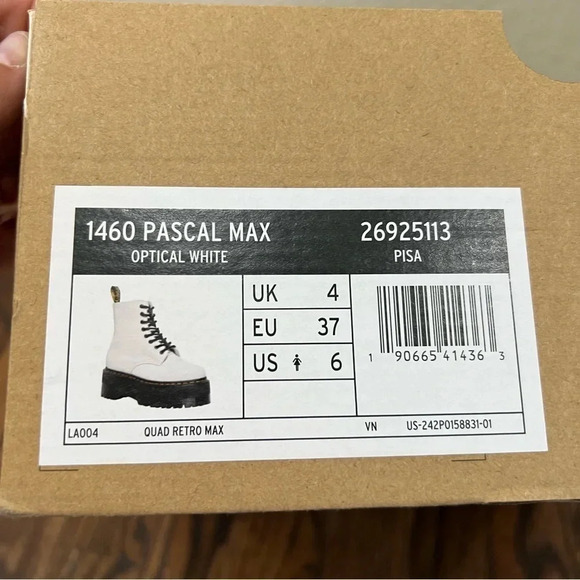 1460 PASCAL MAX
OPTICAL WHITE
26925113
PISA
UK 4
EU 37
US 6
1 90665 41436 3
LA004 QUAD RETRO MAX VN US-242P0158831-01